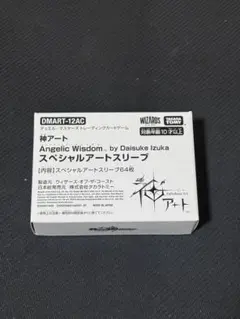 DMART-12AC
デュエル・マスターズ トレーディングカードゲーム
WIZARDS
TAKARA TOMY
対象年齢10才以上
神アート
Angelic Wisdom , by Daisuke Izuka
スペシャルアートスリーブ
【内容】スペシャルアートスリーブ64枚
製造元 ウィザーズ・オブ・ザ・コースト
日本総発売元 株式会社タカラトミー
神アート